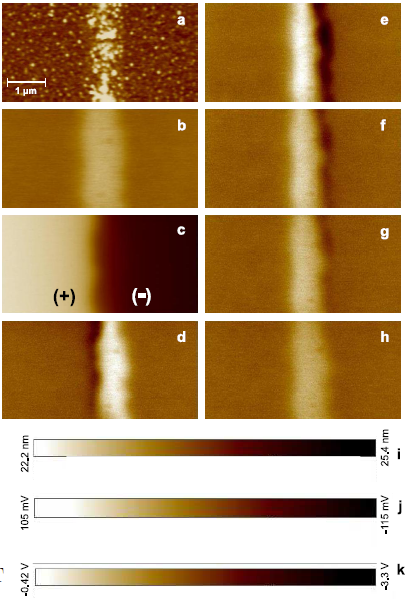 a
1 µm
b
c
(+) (-)
d
e
f
g
h
22,2 nm
25,4 nm
i
105 mV
-115 mV
j
-0,42 V
-3,3 V
k
T